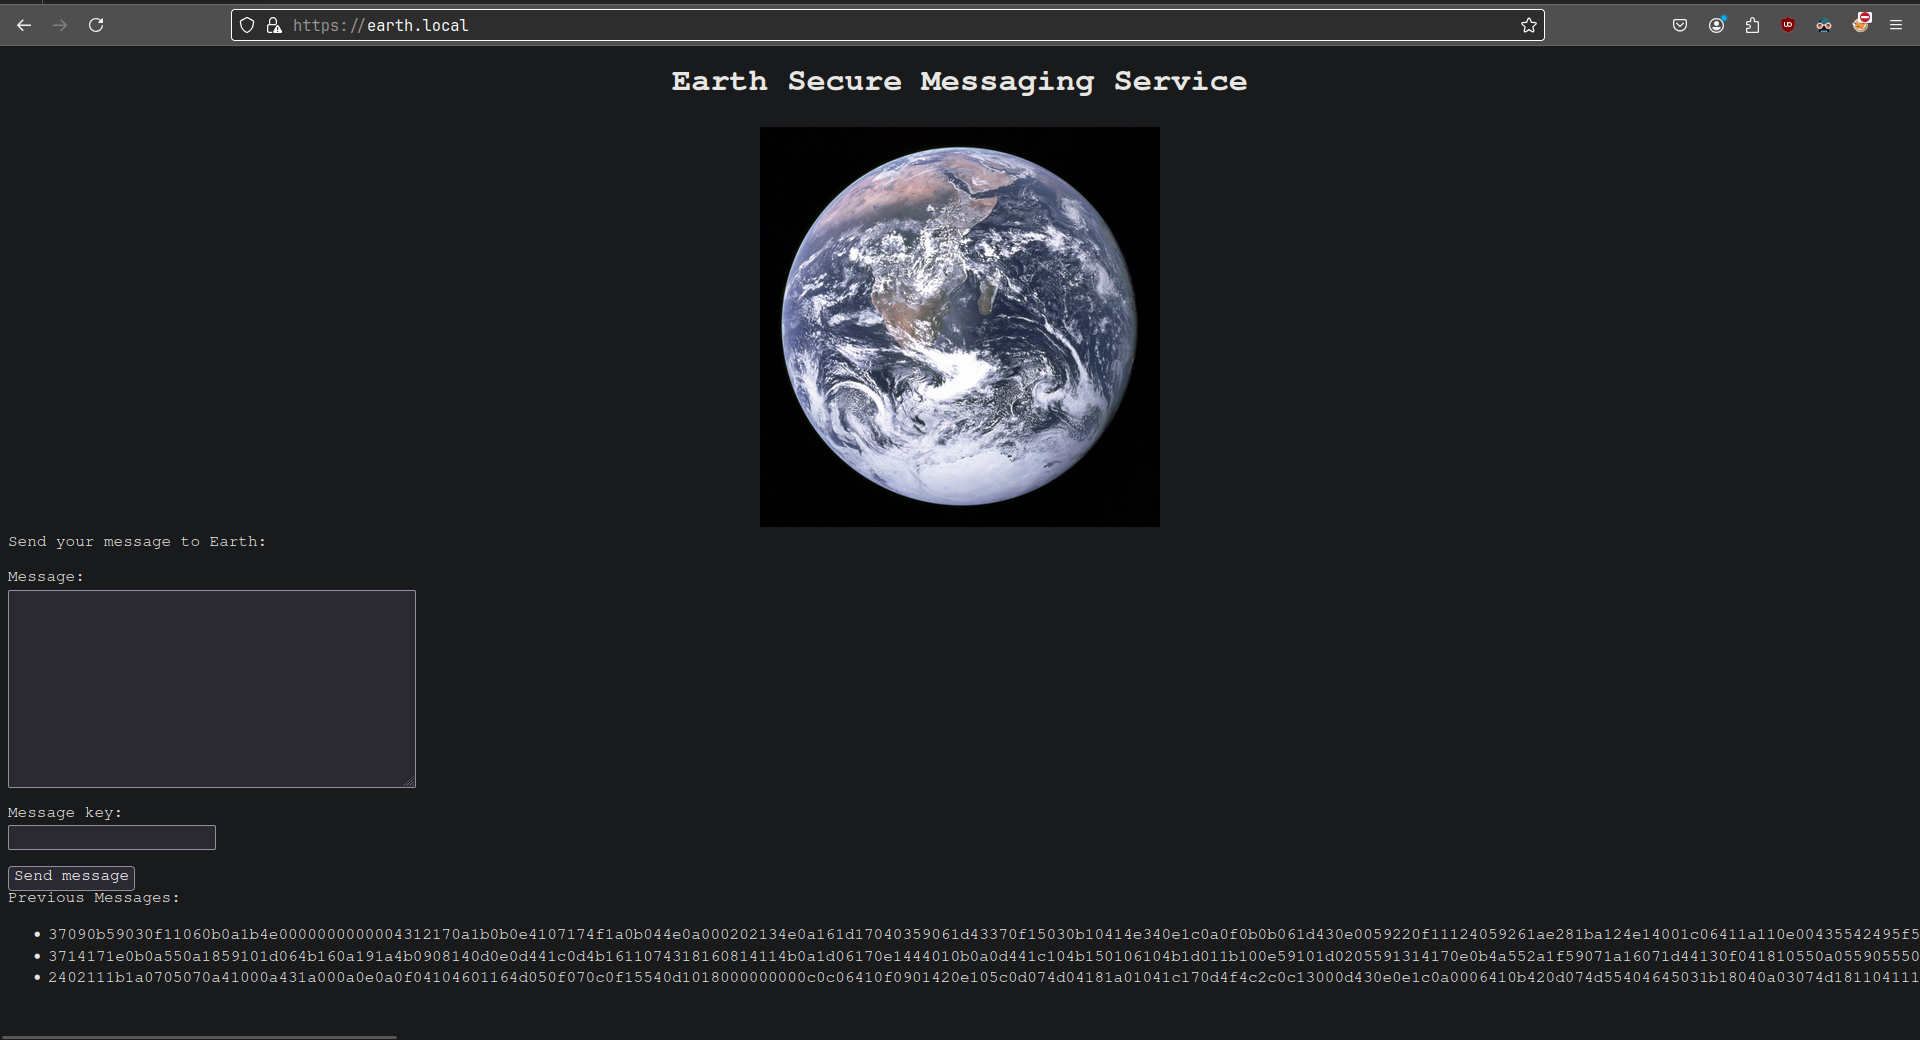 https://earth.local
Earth Secure Messaging Service
Send your message to Earth:
Message:
Message key:
Send message
Previous Messages:
37090b59030f11060b0a1b4e0000000000004312170a1b0b0e4107174f1a0b044e0a000202134e0a161d17040359061d43370f15030b10414e340e1c0a0f0b0b061d430e0059220f11124059261ae281ba124e14001c06411a110e00435542495f5
3714171e0b0a550a1859101d064b160a191a4b0908140d0e0d441c0d4b1611074318160814114b0a1d06170e1444010b0a0d441c104b150106104b1d011b100e59101d0205591314170e0b4a552a1f59071a16071d44130f041810550a055905550
2402111b1a0705070a41000a431a000a0e0a0f04104601164d050f070c0f15540d1018000000000c0c06410f0901420e105c0d074d04181a01041c170d4f4c2c0c13000d430e0e1c0a0006410b420d074d55404645031b18040a03074d181104111